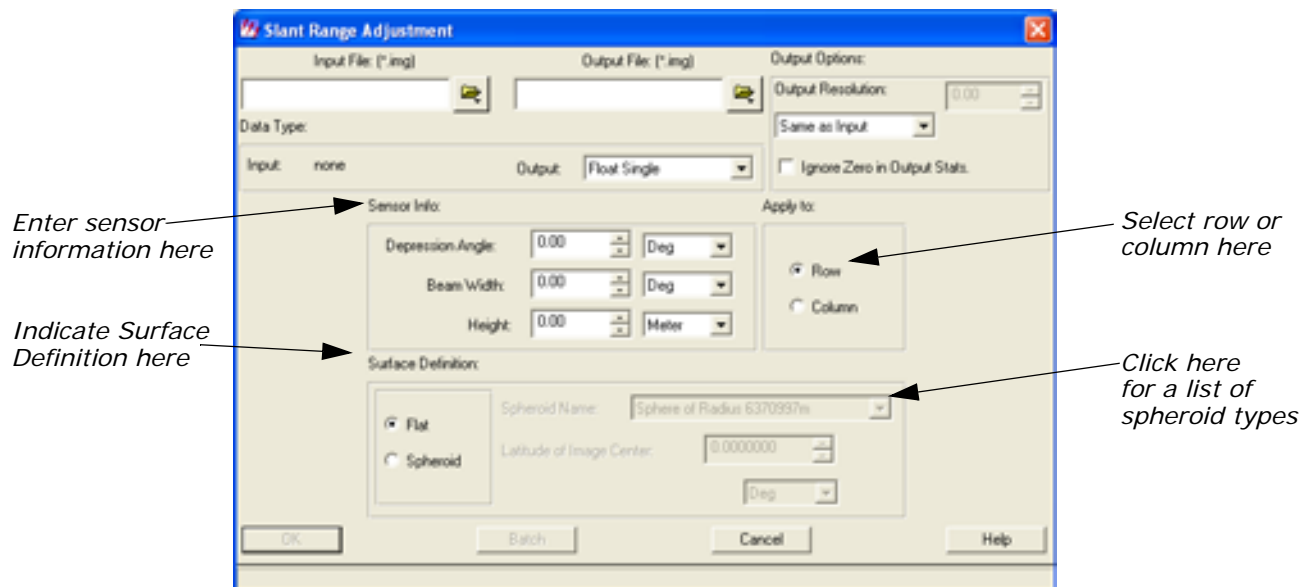 Slant Range Adjustment
Input File: (*.img)
Output File: (*.img)
Output Options:
Output Resolution:
0.00
Same as Input
Data Type:
Input: none
Output: Float Single
Ignore Zero in Output Stats.
Enter sensor
information here
Sensor Info:
Apply to:
Select row or
column here
Depression Angle: 0.00 Deg
Row
Beam Width: 0.00 Deg
Column
Height: 0.00 Meter
Indicate Surface
Definition here
Surface Definition:
Click here
for a list of
spheroid types
Flat
Spheroid
Spheroid Name: Sphere of Radius 6370997m
Latitude of Image Center: 0.0000000
Deg
OK
Batch
Cancel
Help